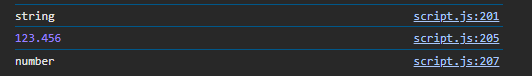 string script.js:201
123.456 script.js:205
number script.js:207